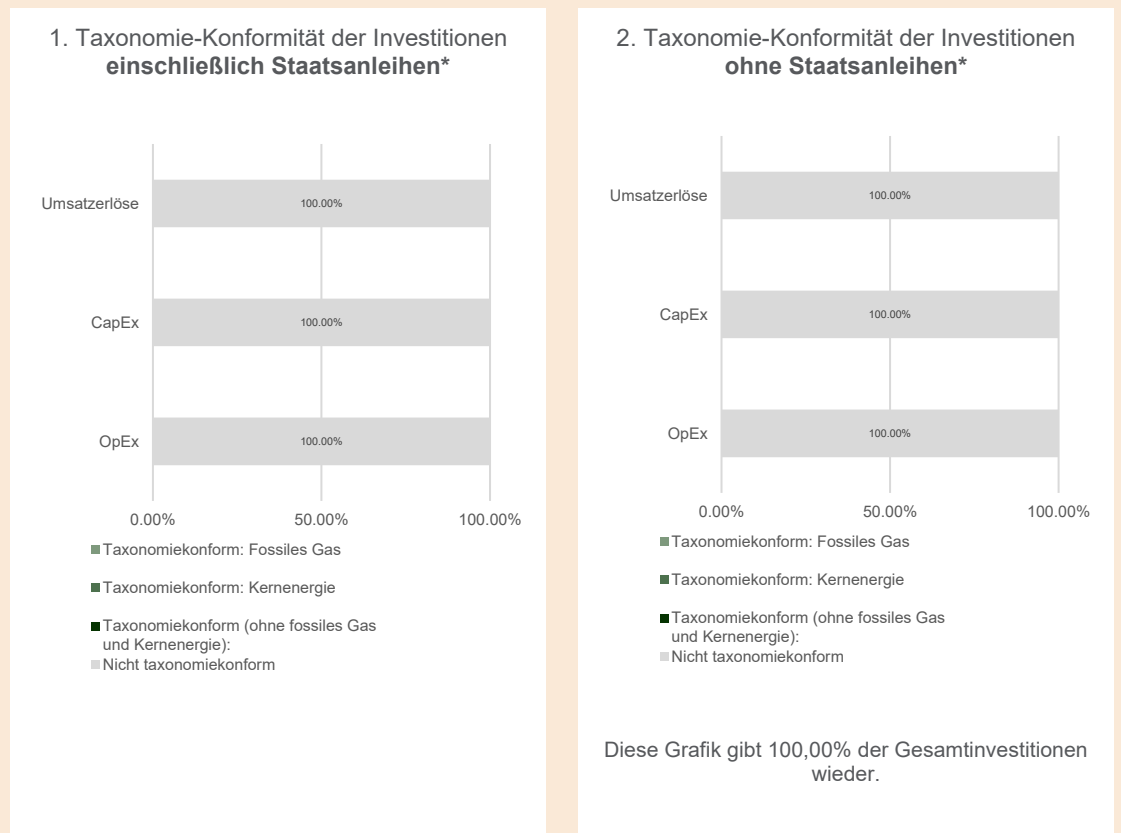 1. Taxonomie-Konformität der Investitionen
einschließlich Staatsanleihen*
Umsatzerlöse
100.00%
CapEx
100.00%
OpEx
100.00%
0.00%
50.00%
100.00%
Taxonomiekonform: Fossiles Gas
Taxonomiekonform: Kernenergie
Taxonomiekonform (ohne fossiles Gas
und Kernenergie):
Nicht taxonomiekonform
2. Taxonomie-Konformität der Investitionen
ohne Staatsanleihen*
Umsatzerlöse
100.00%
CapEx
100.00%
OpEx
100.00%
0.00%
50.00%
100.00%
Taxonomiekonform: Fossiles Gas
Taxonomiekonform: Kernenergie
Taxonomiekonform (ohne fossiles Gas
und Kernenergie):
Nicht taxonomiekonform
Diese Grafik gibt 100,00% der Gesamtinvestitionen
wieder.